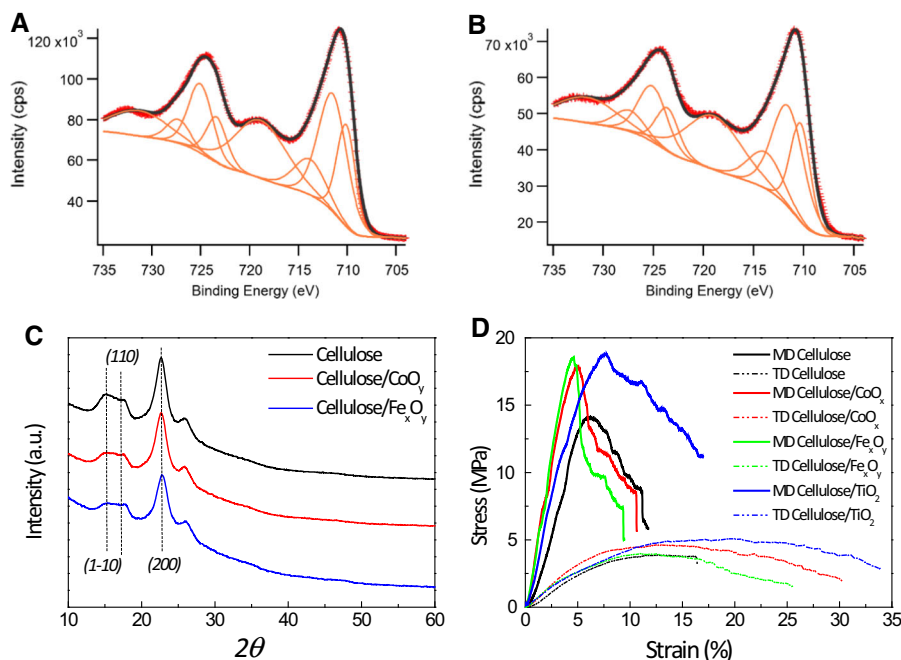 A
120 x10³
100
80
60
40
Intensity (cps)
735 730 725 720 715 710 705
Binding Energy (eV)
B
70 x10³
60
50
40
30
20
Intensity (cps)
735 730 725 720 715 710 705
Binding Energy (eV)
C
(110)
Cellulose
Cellulose/CoOy
Cellulose/FexOy
(1-10) (200)
Intensity (a.u.)
10 20 30 40 50 60
2θ
D
20
15
10
5
0
Stress (MPa)
MD Cellulose
TD Cellulose
MD Cellulose/CoOx
TD Cellulose/CoOx
MD Cellulose/FexOy
TD Cellulose/FexOy
MD Cellulose/TiO2
TD Cellulose/TiO2
0 5 10 15 20 25 30 35
Strain (%)